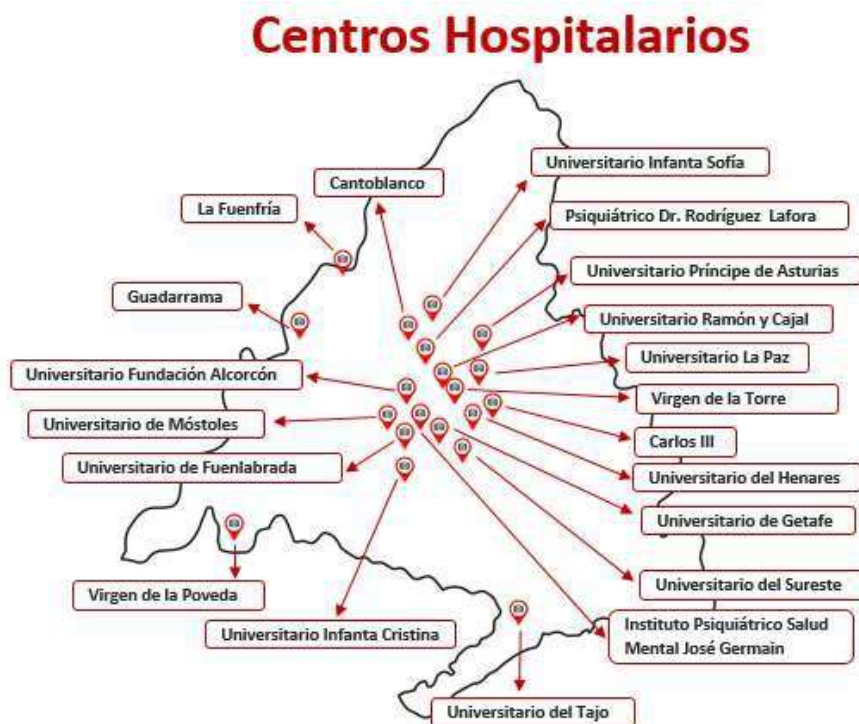 Centros Hospitalarios
Universitario Infanta Sofía
Cantoblanco
La Fuenfría
Psiquiátrico Dr. Rodríguez Lafora
Universitario Príncipe de Asturias
Guadarrama
Universitario Ramón y Cajal
Universitario La Paz
Universitario Fundación Alcorcón
Virgen de la Torre
Universitario de Móstoles
Carlos III
Universitario de Fuenlabrada
Universitario del Henares
Universitario de Getafe
Universitario del Sureste
Virgen de la Poveda
Universitario Infanta Cristina
Instituto Psiquiátrico Salud
Mental José Germain
Universitario del Tajo